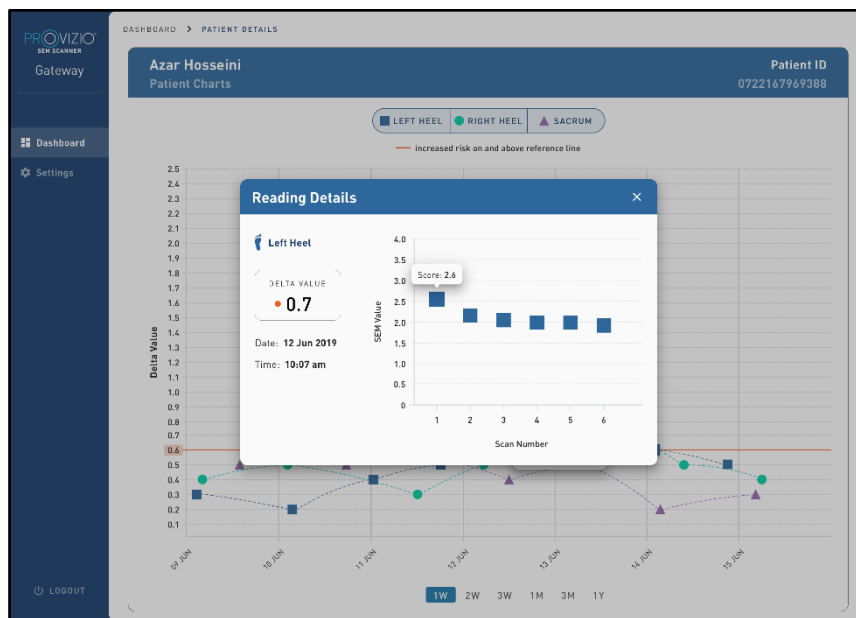 DASHBOARD > PATIENT DETAILS
PROVIZIO
SEM SCANNER
Gateway
Dashboard
Settings
LOGOUT
Azar Hosseini
Patient ID
Patient Charts
0722167969388
LEFT HEEL
RIGHT HEEL
SACRUM
increased risk on and above reference line
Delta Value
2.5
2.4
2.3
2.2
2.1
2.0
1.9
1.8
1.7
1.6
1.5
1.4
1.3
1.2
1.1
1.0
0.9
0.8
0.7
0.6
0.5
0.4
0.3
0.2
0.1
09 JUN
10 JUN
11 JUN
12 JUN
13 JUN
14 JUN
15 JUN
1W 2W 3W 1M 3M 1Y
Reading Details
×
Left Heel
DELTA VALUE
0.7
Date: 12 Jun 2019
Time: 10:07 am
SEM Value
4.0
3.5
3.0
2.5
2.0
1.5
1.0
0.5
0
Score: 2.6
1 2 3 4 5 6
Scan Number